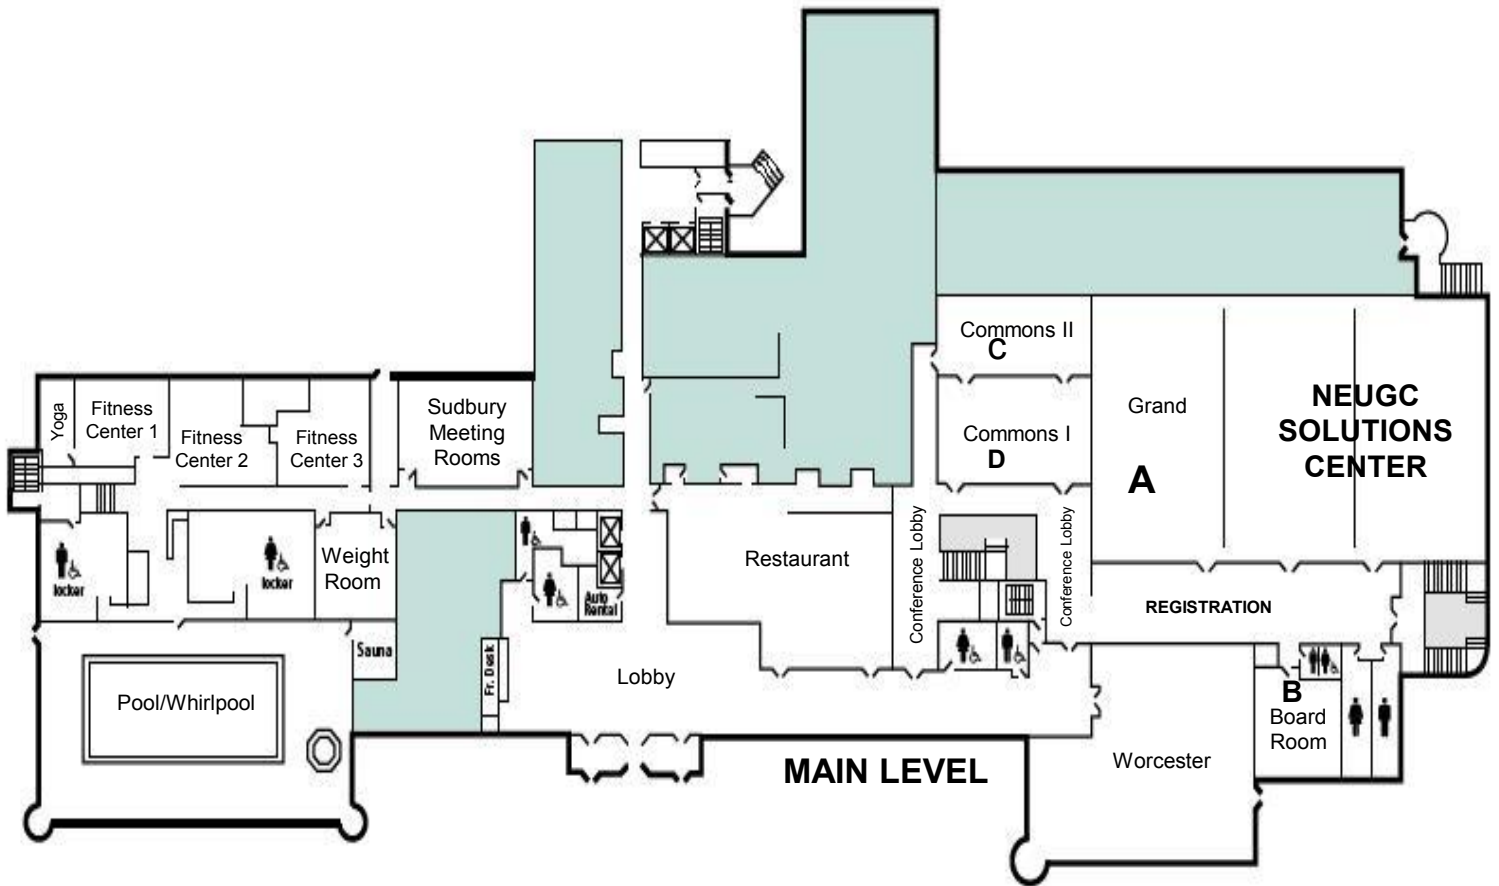 Commons II
C
Grand
NEUGC
SOLUTIONS
CENTER
Commons I
D
A
Yoga
Fitness
Center 1
Fitness
Center 2
Fitness
Center 3
Sudbury
Meeting
Rooms
Restaurant
Conference Lobby
Conference Lobby
Weight
Room
locker
locker
Auto
Rental
REGISTRATION
Sauna
Fr. Desk
Lobby
Pool/Whirlpool
B
Board
Room
Worcester
MAIN LEVEL